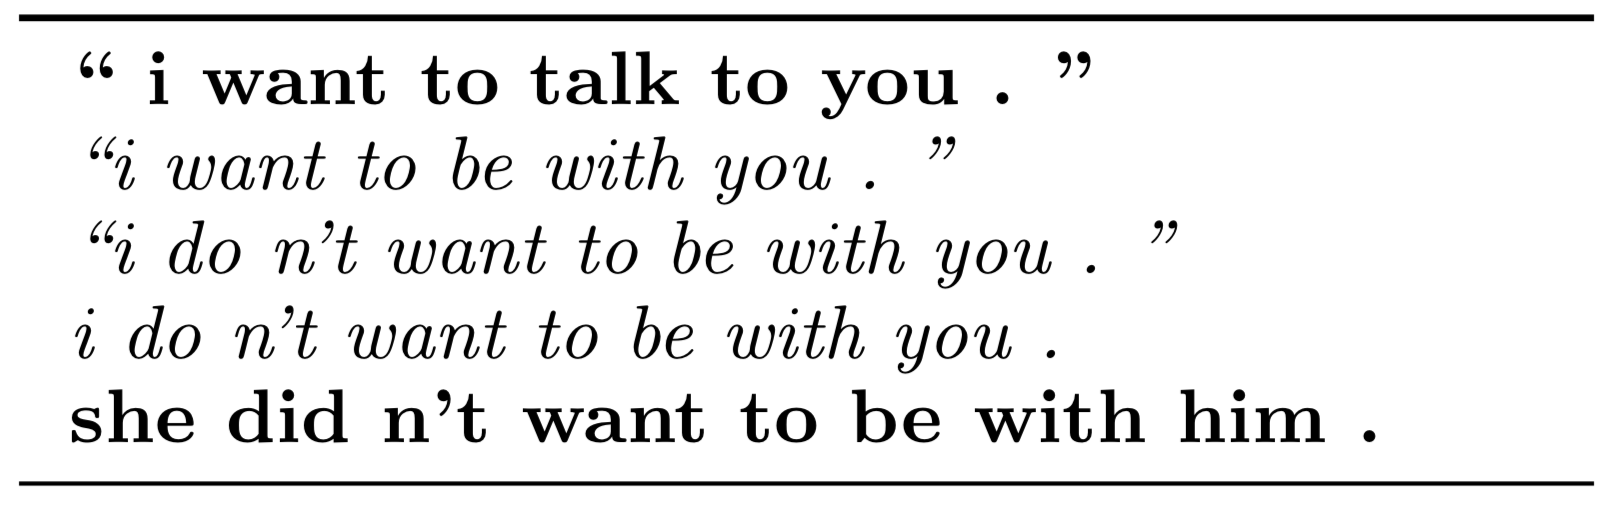 “ i want to talk to you . ”
“i want to be with you . ”
“i do n’t want to be with you . ”
i do n’t want to be with you .
she did n’t want to be with him .